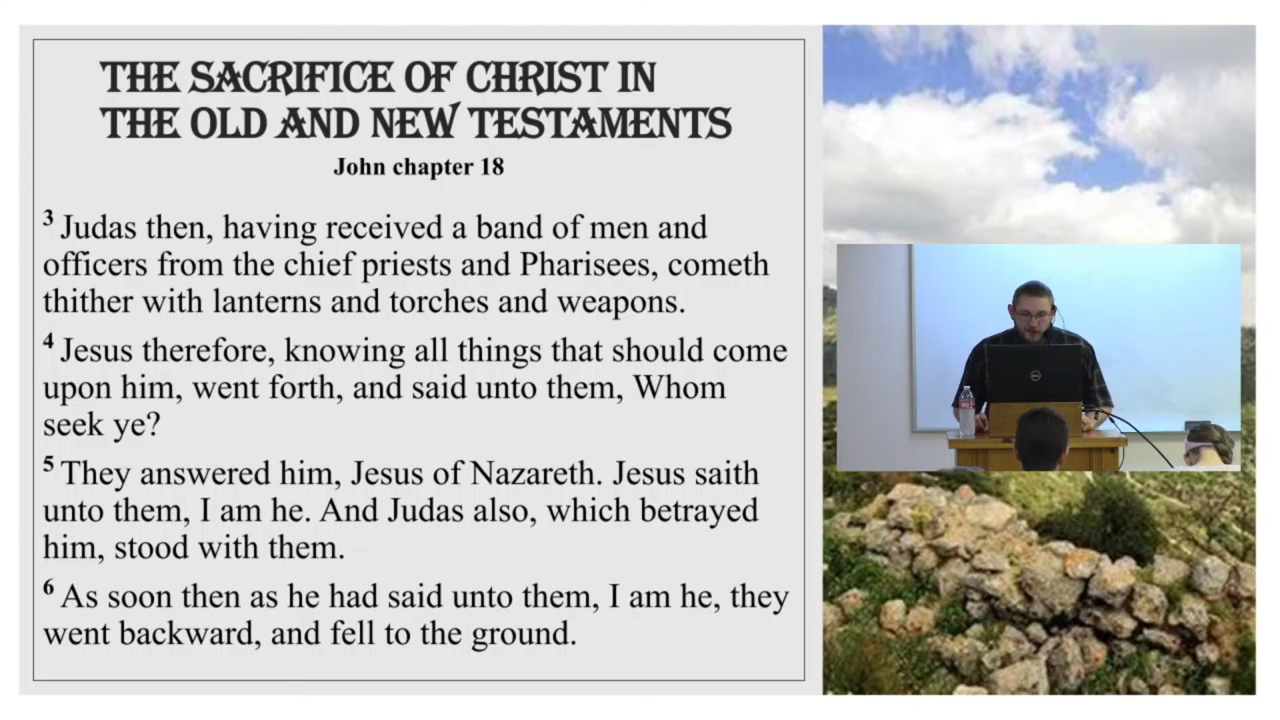 THE SACRIFICE OF CHRIST IN
THE OLD AND NEW TESTAMENTS
John chapter 18
3 Judas then, having received a band of men and
officers from the chief priests and Pharisees, cometh
thither with lanterns and torches and weapons.
4 Jesus therefore, knowing all things that should come
upon him, went forth, and said unto them, Whom
seek ye?
5 They answered him, Jesus of Nazareth. Jesus saith
unto them, I am he. And Judas also, which betrayed
him, stood with them.
6 As soon then as he had said unto them, I am he, they
went backward, and fell to the ground.
DELL